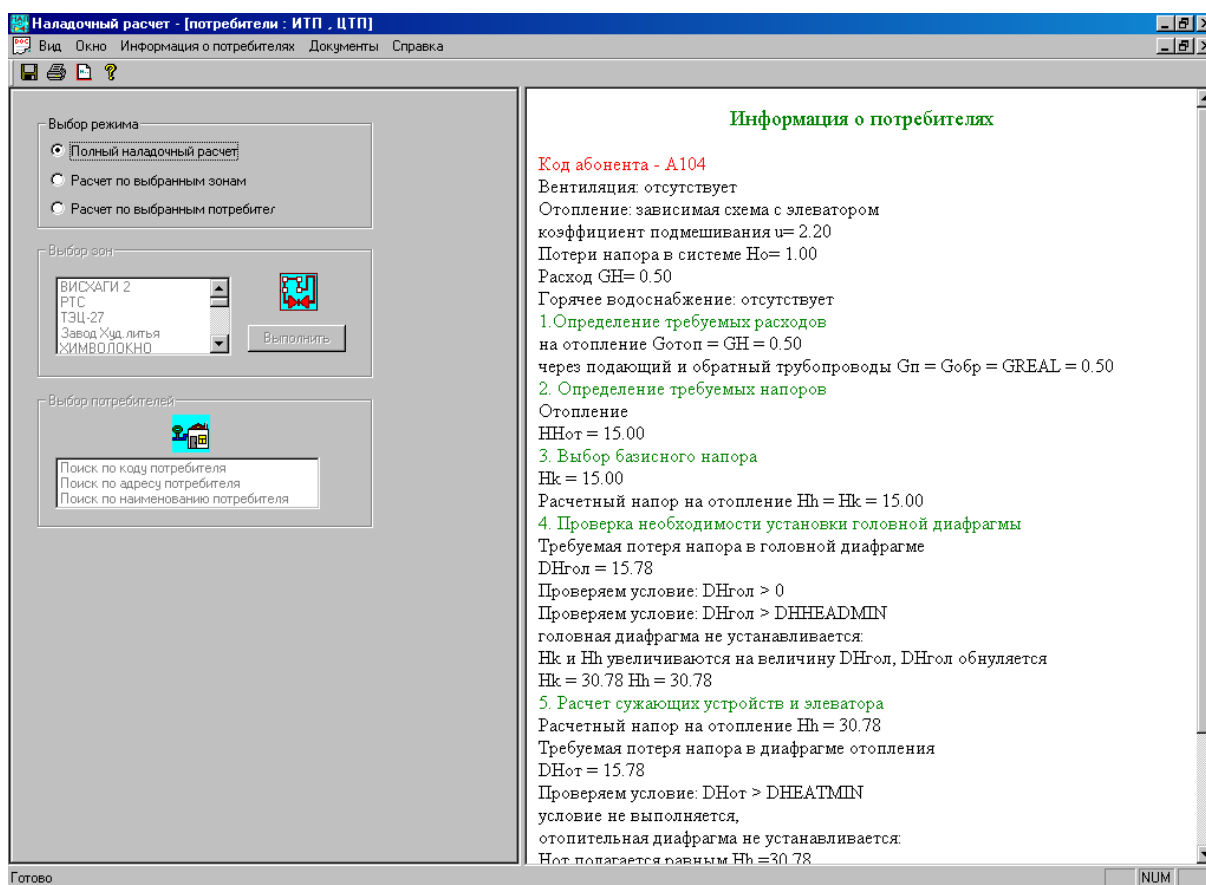 Наладочный расчет - [потребители : ИТП , ЦТП]
Вид Окно Информация о потребителях Документы Справка
Выбор режима
Полный наладочный расчет
Расчет по выбранным зонам
Расчет по выбранным потребител
Выбор зон
ВИСХАГИ 2
РТС
ТЭЦ-27
Завод Худ.литья
ХИМВОЛОКНО
Выполнить
Выбор потребителей
Поиск по коду потребителя
Поиск по адресу потребителя
Поиск по наименованию потребителя
Информация о потребителях
Код абонента - А104
Вентиляция: отсутствует
Отопление: зависимая схема с элеватором
коэффициент подмешивания u= 2.20
Потери напора в системе Но= 1.00
Расход GH= 0.50
Горячее водоснабжение: отсутствует
1.Определение требуемых расходов
на отопление Gотоп = GH = 0.50
через подающий и обратный трубопроводы Gп = Gобр = GREAL = 0.50
2. Определение требуемых напоров
Отопление
ННот = 15.00
3. Выбор базисного напора
Hk = 15.00
Расчетный напор на отопление Hh = Hk = 15.00
4. Проверка необходимости установки головной диафрагмы
Требуемая потеря напора в головной диафрагме
DHгол = 15.78
Проверяем условие: DHгол > 0
Проверяем условие: DHгол > DHHEADMIN
головная диафрагма не устанавливается:
Hk и Hh увеличиваются на величину DHгол, DHгол обнуляется
Hk = 30.78 Hh = 30.78
5. Расчет сужающих устройств и элеватора
Расчетный напор на отопление Hh = 30.78
Требуемая потеря напора в диафрагме отопления
DHот = 15.78
Проверяем условие: DHот > DHEATMIN
условие не выполняется,
отопительная диафрагма не устанавливается:
Нот полагается равным Hh =30.78
Готово
NUM